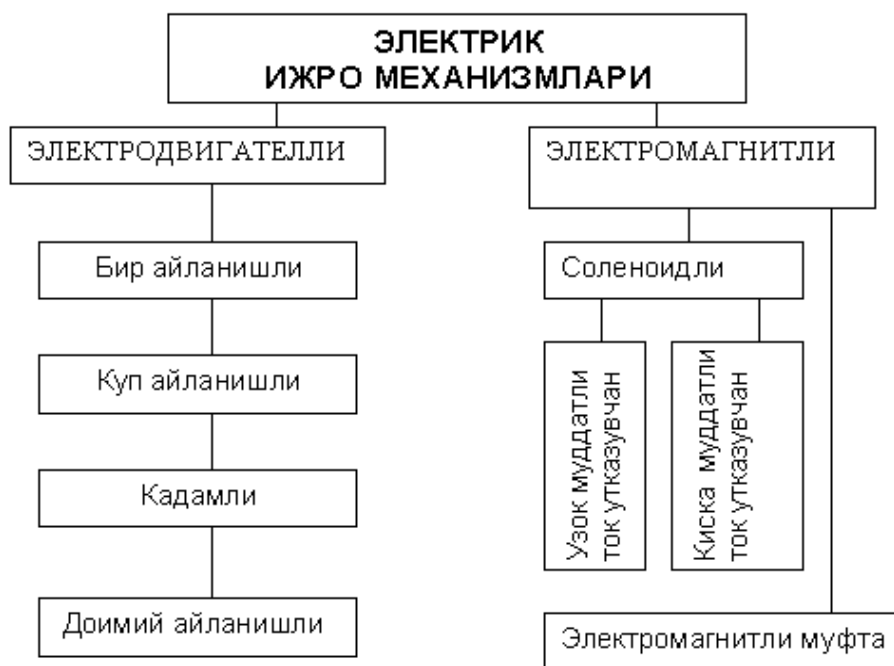 ЭЛЕКТРИК
ИЖРО МЕХАНИЗМЛАРИ
ЭЛЕКТРОДВИГАТЕЛЛИ
ЭЛЕКТРОМАГНИТЛИ
Бир айланишли
Соленоидли
Куп айланишли
Узок муддатли
ток утказувчан
Киска муддатли
ток утказувчан
Кадамли
Доимий айланишли
Электромагнитли муфта